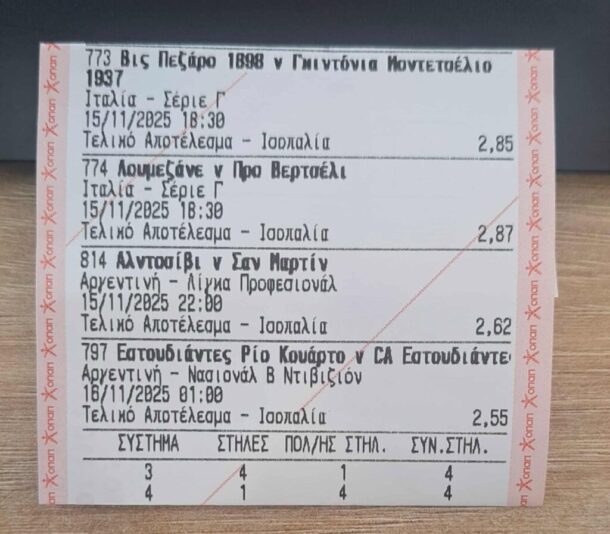 773 Βις Πεζάρο 1898 v Γκιντόνια Μοντετσέλιο
1937
Ιταλία - Σέριε Γ
15/11/2025 18:30
Τελικό Αποτέλεσμα - Ισοπαλία 2,85
774 Λουμεζάνε v Προ Βερτσέλι
Ιταλία - Σέριε Γ
15/11/2025 18:30
Τελικό Αποτέλεσμα - Ισοπαλία 2,87
814 Αλντοσίβι v Σαν Μαρτίν
Αργεντινή - Λίγκα Προφεσιονάλ
15/11/2025 22:00
Τελικό Αποτέλεσμα - Ισοπαλία 2,62
797 Εστουδιάντες Ρίο Κουάρτο v CA Εστουδιάντε
Αργεντινή - Νασιονάλ Β Ντιβιζιόν
16/11/2025 01:00
Τελικό Αποτέλεσμα - Ισοπαλία 2,55
ΣΥΣΤΗΜΑ ΣΤΗΛΕΣ ΠΟΛ/ΗΣ ΣΤΗΛ. ΣΥΝ.ΣΤΗΛ.
3 4 1 4
4 1 4 4